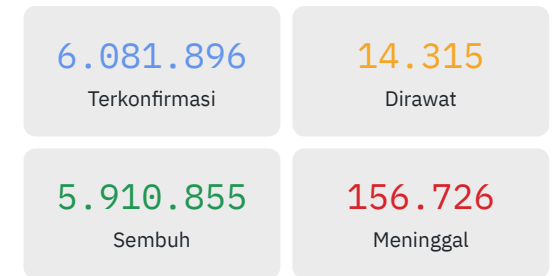 6.081.896
Terkonfirmasi
14.315
Dirawat
5.910.855
Sembuh
156.726
Meninggal